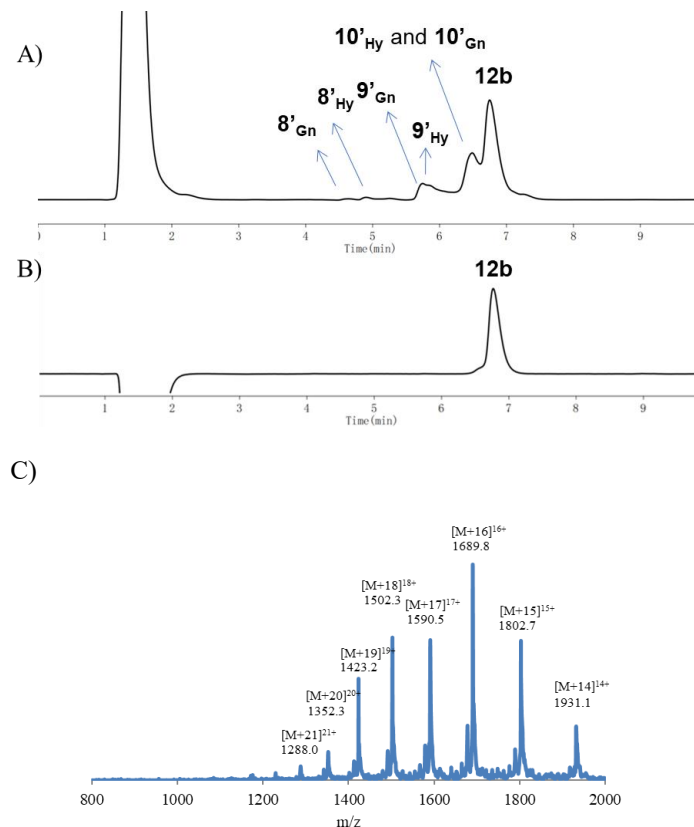 A)
10'Hy and 10'Gn
12b
8'Hy 9'Gn
8'Gn
9'Hy
0 1 2 3 4 5 6 7 8 9
Time(min)
B)
12b
1 2 3 4 5 6 7 8 9
Time(min)
C)
[M+16]16+
1689.8
[M+18]18+
1502.3
[M+17]17+
1590.5
[M+15]15+
1802.7
[M+19]19+
1423.2
[M+14]14+
1931.1
[M+20]20+
1352.3
[M+21]21+
1288.0
800 1000 1200 1400 1600 1800 2000
m/z